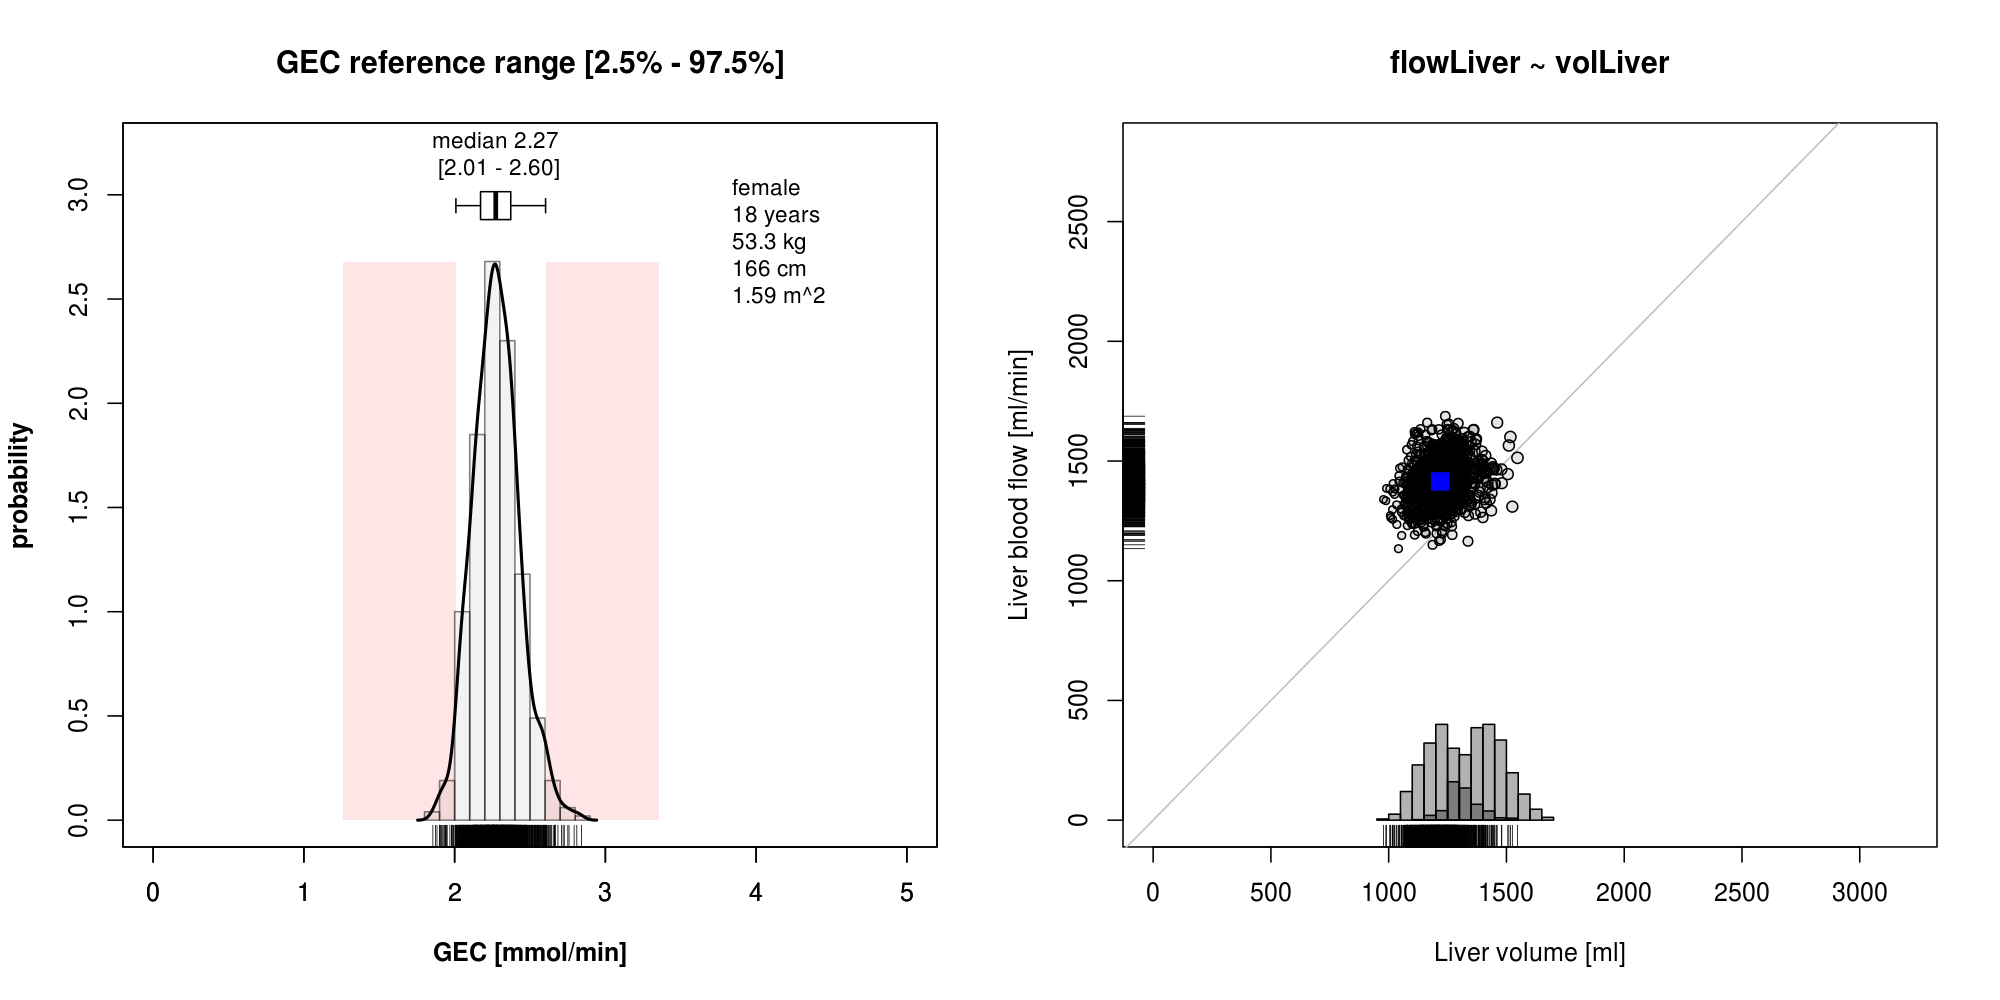 GEC reference range [2.5% - 97.5%]
median 2.27
[2.01 - 2.60]
female
18 years
53.3 kg
166 cm
1.59 m^2
probability
3.0
2.5
2.0
1.5
1.0
0.5
0.0
0 1 2 3 4 5
GEC [mmol/min]
flowLiver ~ volLiver
Liver blood flow [ml/min]
2500
2000
1500
1000
500
0
0 500 1000 1500 2000 2500 3000
Liver volume [ml]